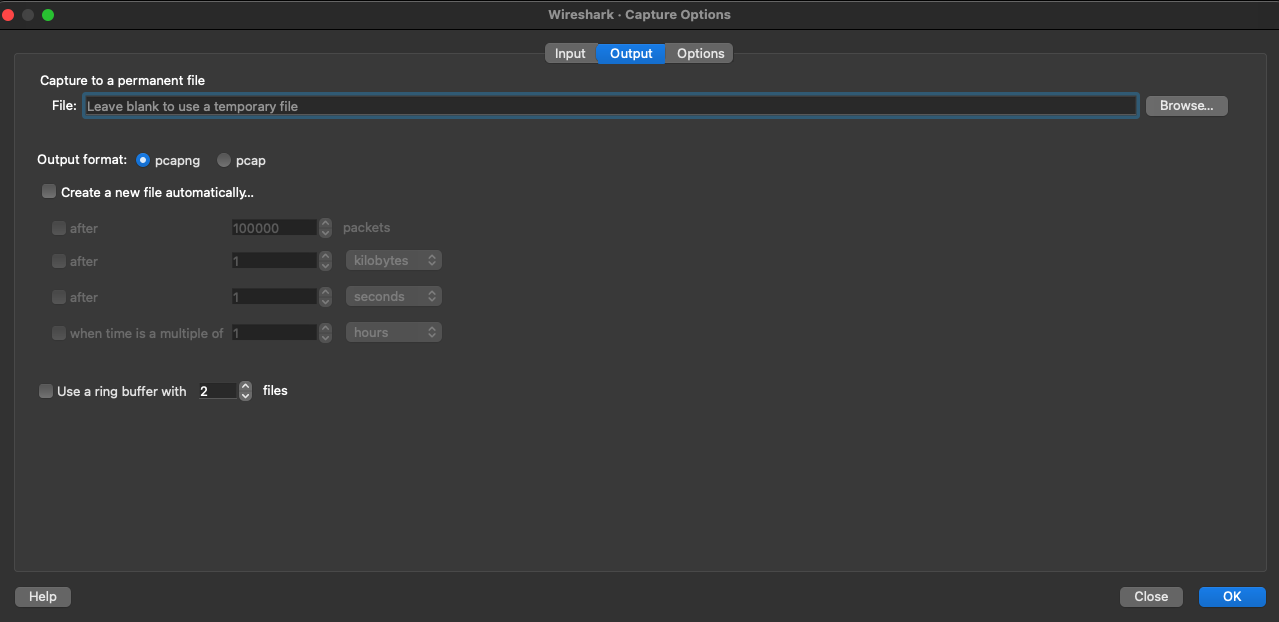 Wireshark · Capture Options
Input Output Options
Capture to a permanent file
File: Leave blank to use a temporary file Browse...
Output format: pcapng pcap
Create a new file automatically...
after 100000 packets
after 1 kilobytes
after 1 seconds
when time is a multiple of 1 hours
Use a ring buffer with 2 files
Help Close OK